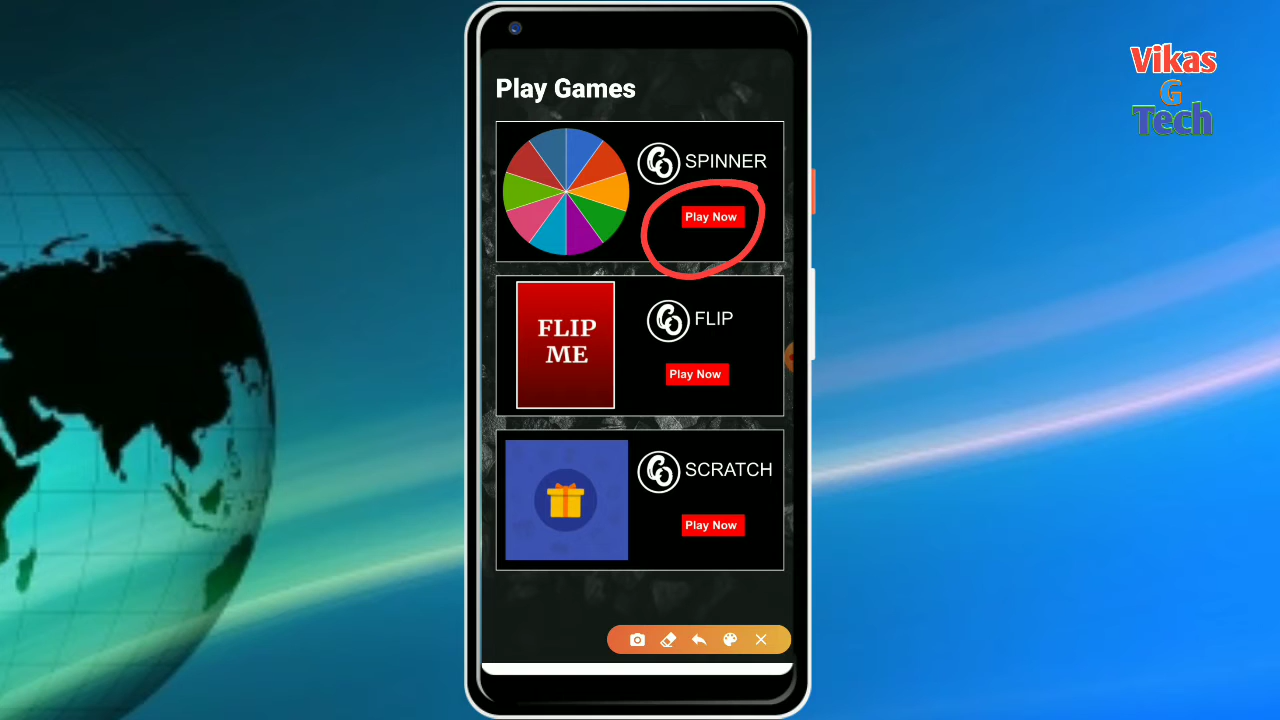 Vikas
G
Tech
Play Games
SPINNER
Play Now
FLIP
ME
FLIP
Play Now
SCRATCH
Play Now